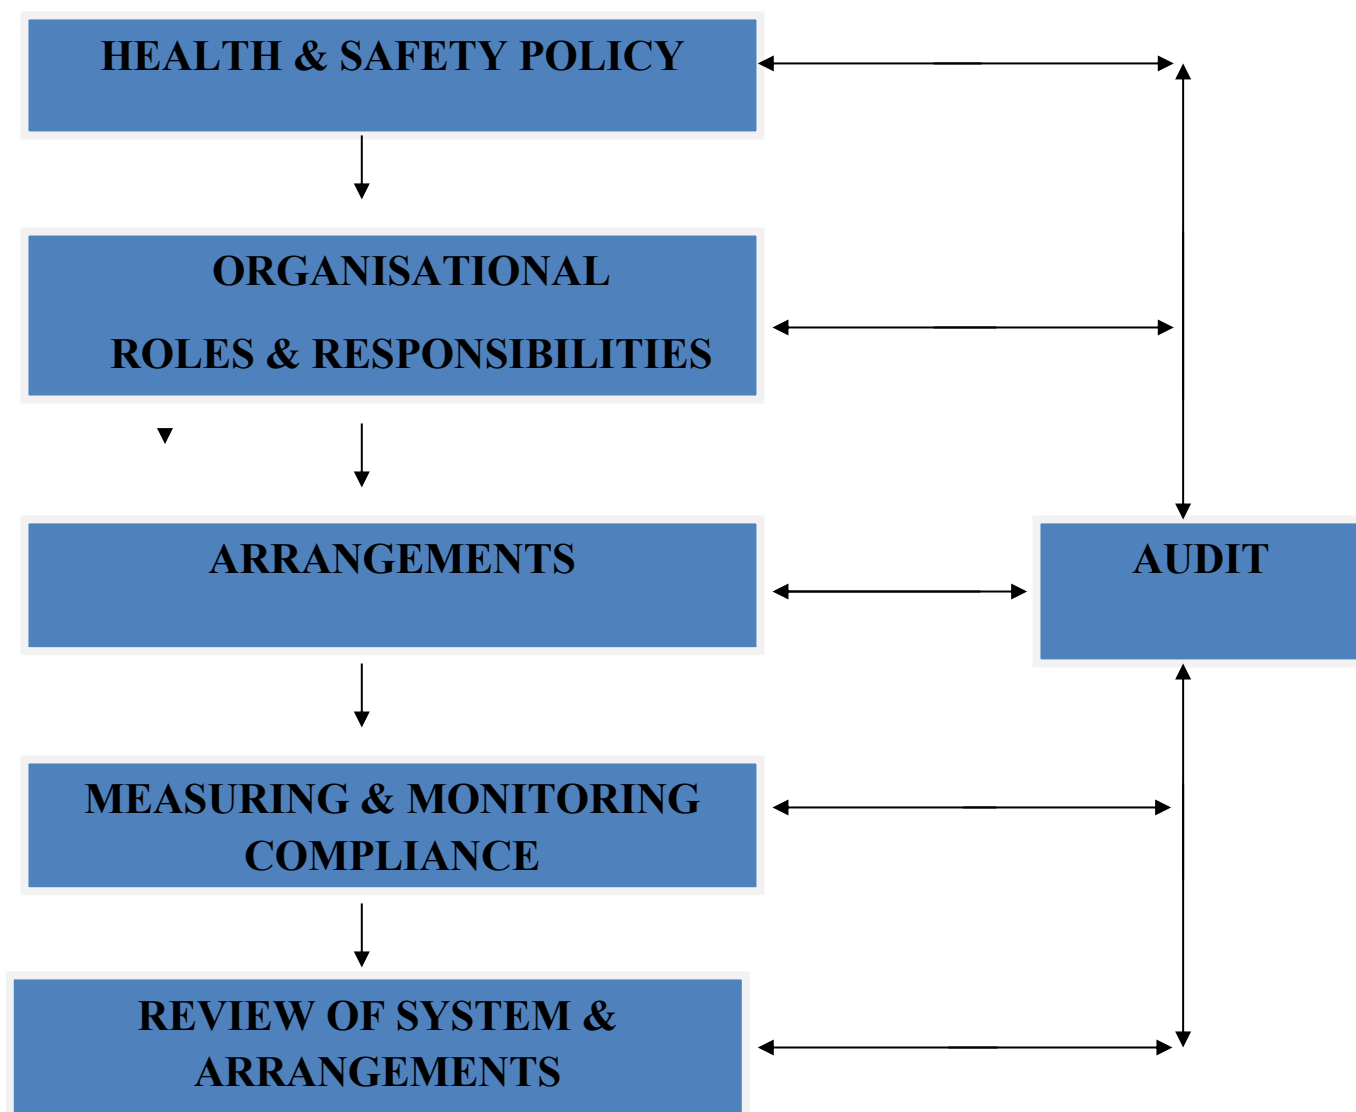 HEALTH & SAFETY POLICY
ORGANISATIONAL
ROLES & RESPONSIBILITIES
ARRANGEMENTS
AUDIT
MEASURING & MONITORING
COMPLIANCE
REVIEW OF SYSTEM &
ARRANGEMENTS